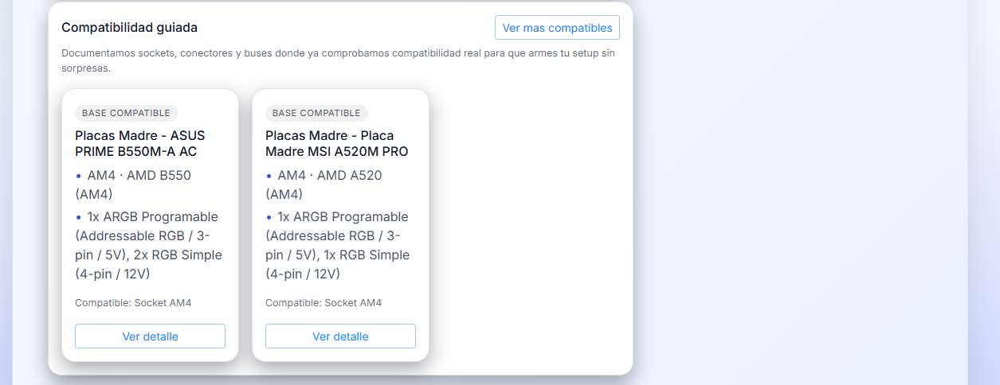 Compatibilidad guiada
Ver mas compatibles
Documentamos sockets, conectores y buses donde ya comprobamos compatibilidad real para que armes tu setup sin
sorpresas.
BASE COMPATIBLE
Placas Madre - ASUS
PRIME B550M-A AC
• AM4 · AMD B550
(AM4)
• 1x ARGB Programable
(Addressable RGB / 3-
pin / 5V), 2x RGB Simple
(4-pin / 12V)
Compatible: Socket AM4
Ver detalle
BASE COMPATIBLE
Placas Madre - Placa
Madre MSI A520M PRO
• AM4 · AMD A520
(AM4)
• 1x ARGB Programable
(Addressable RGB / 3-
pin / 5V), 1x RGB Simple
(4-pin / 12V)
Compatible: Socket AM4
Ver detalle